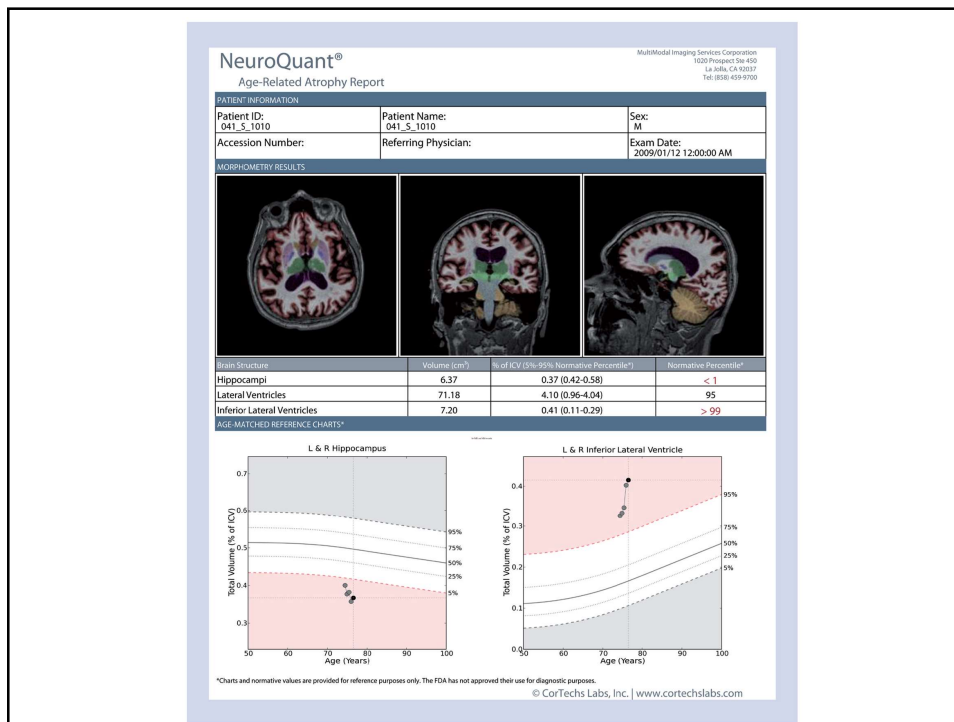 NeuroQuant®
Age-Related Atrophy Report
MultiModal Imaging Services Corporation
1020 Prospect Ste 450
La Jolla, CA 92037
Tel: (858) 459-9700
PATIENT INFORMATION
Patient ID: Patient Name: Sex:
041_S_1010 041_S_1010 M
Accession Number: Referring Physician: Exam Date:
2009/01/12 12:00:00 AM
MORPHOMETRY RESULTS
Brain Structure Volume (cm³) % of ICV (5%-95% Normative Percentile*) Normative Percentile*
Hippocampi 6.37 0.37 (0.42-0.58) < 1
Lateral Ventricles 71.18 4.10 (0.96-4.04) 95
Inferior Lateral Ventricles 7.20 0.41 (0.11-0.29) > 99
AGE-MATCHED REFERENCE CHARTS*
L & R Hippocampus
Total Volume (% of ICV)
0.7
0.6
0.5
0.4
0.3
95%
75%
50%
25%
5%
50 60 70 80 90 100
Age (Years)
L & R Inferior Lateral Ventricle
Total Volume (% of ICV)
0.4
0.3
0.2
0.1
0.0
95%
75%
50%
25%
5%
50 60 70 80 90 100
Age (Years)
*Charts and normative values are provided for reference purposes only. The FDA has not approved their use for diagnostic purposes.
© CorTechs Labs, Inc. | www.cortechslabs.com